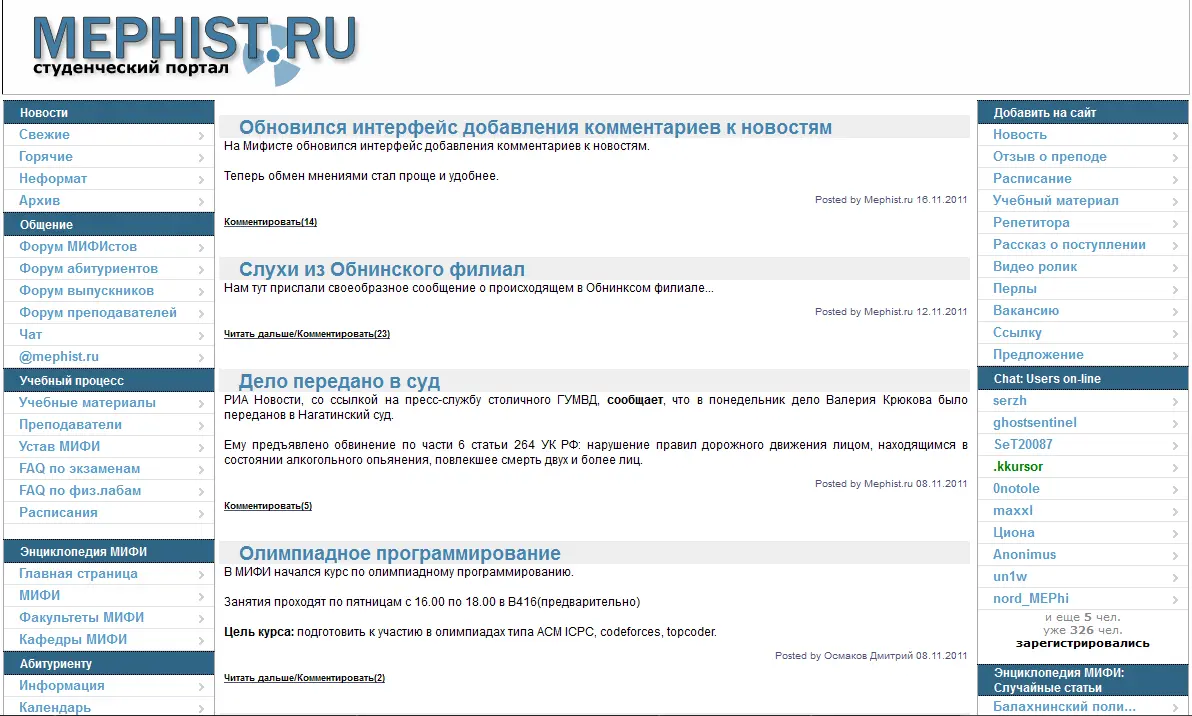 MEPHIST.RU
студенческий портал
Новости
Свежие
Горячие
Неформат
Архив
Общение
Форум МИФИстов
Форум абитуриентов
Форум выпускников
Форум преподавателей
Чат
@mephist.ru
Учебный процесс
Учебные материалы
Преподаватели
Устав МИФИ
FAQ по экзаменам
FAQ по физ.лабам
Расписания
Энциклопедия МИФИ
Главная страница
МИФИ
Факультеты МИФИ
Кафедры МИФИ
Абитуриенту
Информация
Календарь
Обновился интерфейс добавления комментариев к новостям
На Мифисте обновился интерфейс добавления комментариев к новостям.
Теперь обмен мнениями стал проще и удобнее.
Posted by Mephist.ru 16.11.2011
Комментировать(14)
Слухи из Обнинского филиал
Нам тут прислали своеобразное сообщение о происходящем в Обнинксом филиале...
Posted by Mephist.ru 12.11.2011
Читать дальше/Комментировать(23)
Дело передано в суд
РИА Новости, со ссылкой на пресс-службу столичного ГУМВД, сообщает, что в понедельник дело Валерия Крюкова было
переданов в Нагатинский суд.
Ему предъявлено обвинение по части 6 статьи 264 УК РФ: нарушение правил дорожного движения лицом, находящимся в
состоянии алкогольного опьянения, повлекшее смерть двух и более лиц.
Posted by Mephist.ru 08.11.2011
Комментировать(5)
Олимпиадное программирование
В МИФИ начался курс по олимпиадному программированию.
Занятия проходят по пятницам с 16.00 по 18.00 в В416(предварительно)
Цель курса: подготовить к участию в олимпиадах типа ACM ICPC, codeforces, topcoder.
Posted by Осмаков Дмитрий 08.11.2011
Читать дальше/Комментировать(2)
Добавить на сайт
Новость
Отзыв о преподе
Расписание
Учебный материал
Репетитора
Рассказ о поступлении
Видео ролик
Перлы
Вакансию
Ссылку
Предложение
Chat: Users on-line
serzh
ghostsentinel
SeT20087
.kkursor
0notole
maxxl
Циона
Anonimus
un1w
nord_MEPhi
и еще 5 чел.
уже 326 чел.
зарегистрировались
Энциклопедия МИФИ:
Случайные статьи
Балахнинский поли...